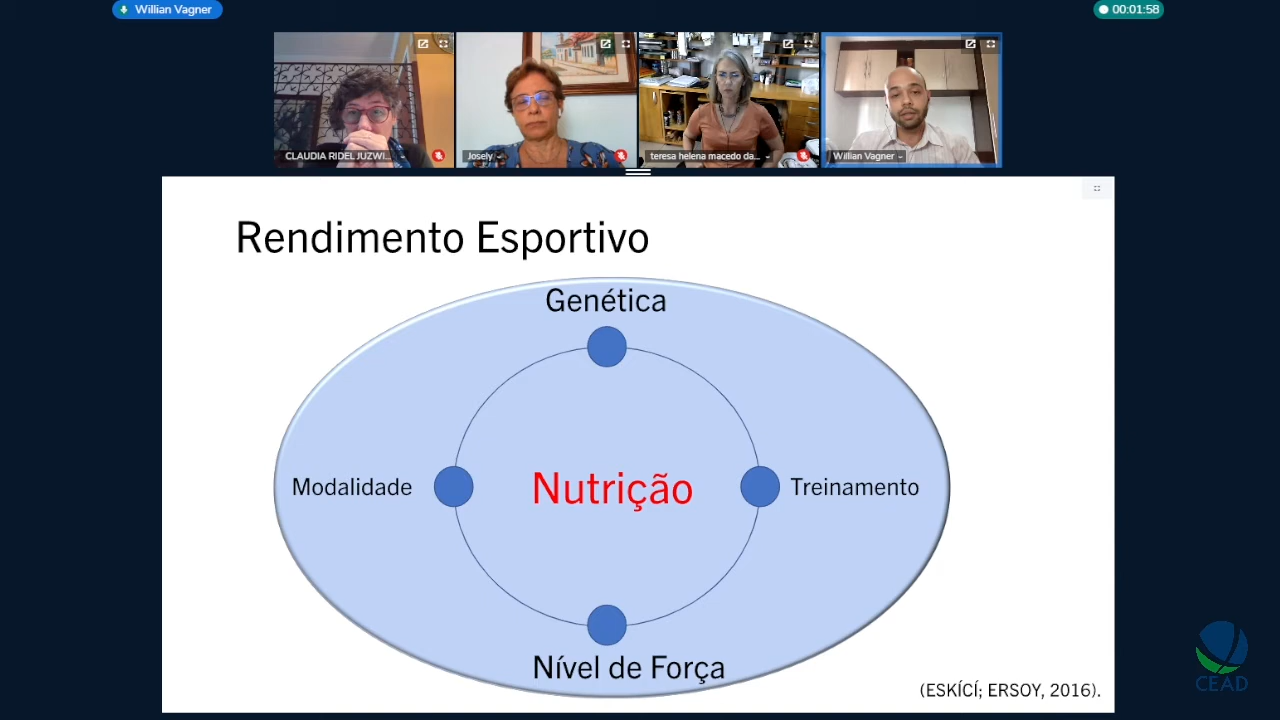 Willian Vagner
00:01:58
CLAUDIA RIDEL JUZWI...
Josely
teresa helena macedo da...
Willian Vagner
Rendimento Esportivo
Genética
Modalidade
Nutrição
Treinamento
Nível de Força
(ESKÍCÍ; ERSOY, 2016).
CEAD